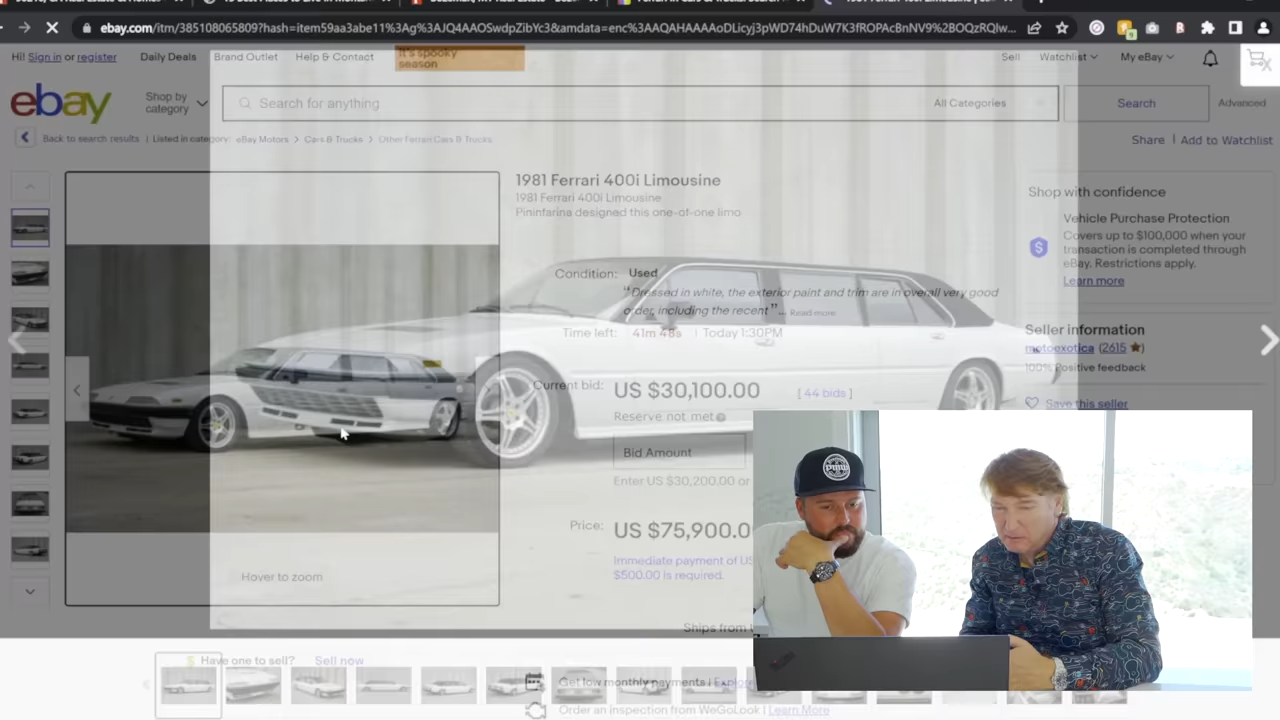 ebay.com/itm/385108065809?hash=item59aa3abe11%3Ag%3AJQ4AAOSwdpZibYc3&amdata=enc%3AAQAHAAAAoDLicyj3pWD74hDuW7K3fROPAcBnNV9%2BOQzRQlw...
Hi! Sign in or register
Daily Deals
Brand Outlet
Help & Contact
It's spooky
season
Sell
Watchlist
My eBay
ebay
Shop by
category
Search for anything
All Categories
Search
Advanced
Back to search results | Listed in category: eBay Motors > Cars & Trucks > Other Ferrari Cars & Trucks
Share | Add to Watchlist
1981 Ferrari 400i Limousine
1981 Ferrari 400i Limousine
Pininfarina designed this one-of-one limo
Condition: Used
“Dressed in white, the exterior paint and trim are in overall very good
order, including the recent ”... Read more
Time left: 41m 48s | Today 1:30PM
Current bid: US $30,100.00 [ 44 bids ]
Reserve not met
Bid Amount
Enter US $30,200.00 or
Price: US $75,900.0
Immediate payment of US
$500.00 is required.
Hover to zoom
Ships from
Have one to sell? Sell now
Get low monthly payments |
Order an inspection from WeGoLook | Learn More
Shop with confidence
Vehicle Purchase Protection
Covers up to $100,000 when your
transaction is completed through
eBay. Restrictions apply.
Learn more
Seller information
motoexotica (2615 ★)
100% Positive feedback
Save this seller